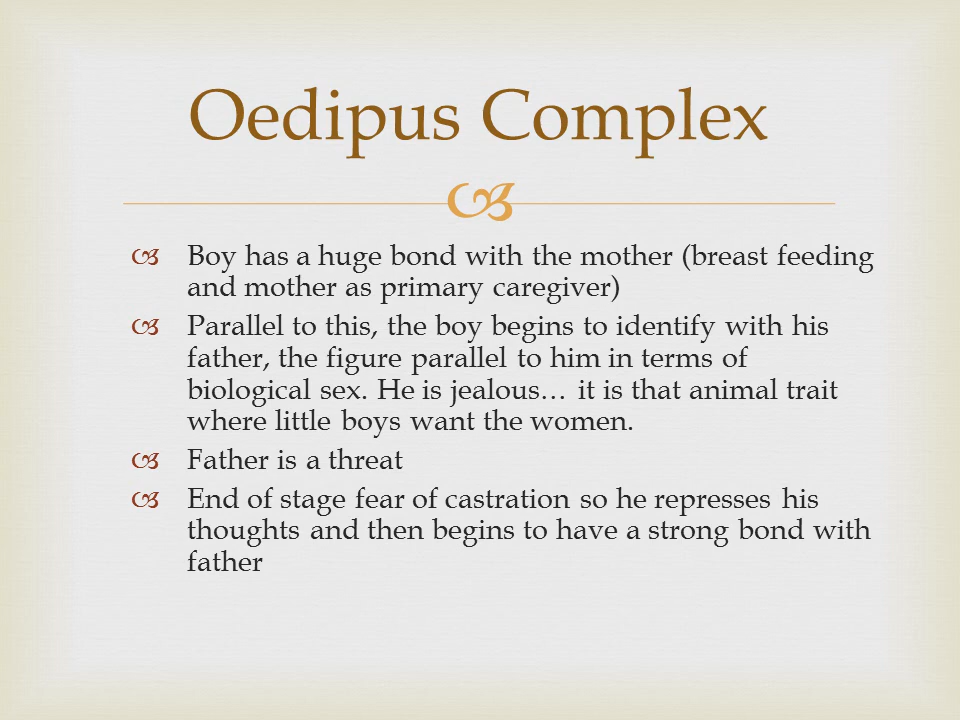 Oedipus Complex
Boy has a huge bond with the mother (breast feeding
and mother as primary caregiver)
Parallel to this, the boy begins to identify with his
father, the figure parallel to him in terms of
biological sex. He is jealous… it is that animal trait
where little boys want the women.
Father is a threat
End of stage fear of castration so he represses his
thoughts and then begins to have a strong bond with
father